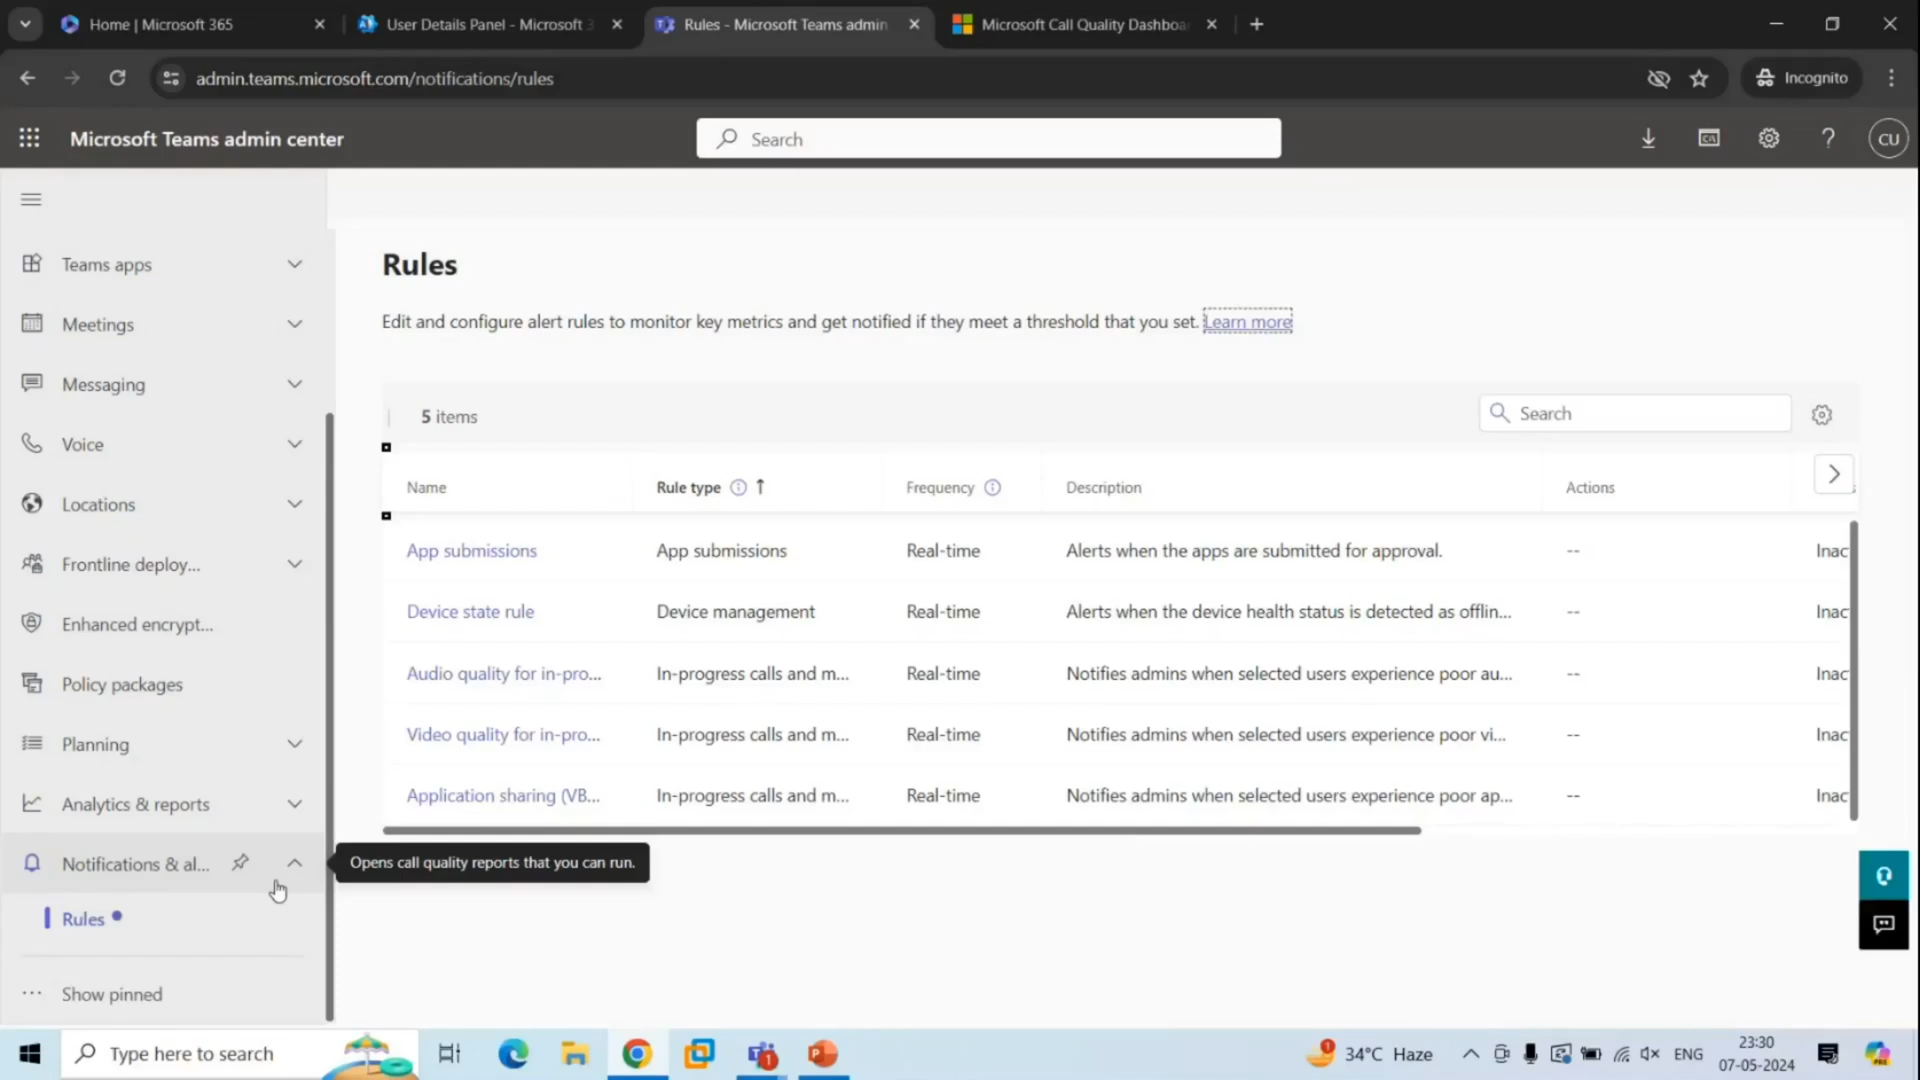 Home | Microsoft 365
User Details Panel - Microsoft 3
Rules - Microsoft Teams admin
Microsoft Call Quality Dashboa
admin.teams.microsoft.com/notifications/rules
Incognito
Microsoft Teams admin center
Search
CU
Teams apps
Meetings
Messaging
Voice
Locations
Frontline deploy...
Enhanced encrypt...
Policy packages
Planning
Analytics & reports
Notifications & al...
Rules
Show pinned
Opens call quality reports that you can run.
Rules
Edit and configure alert rules to monitor key metrics and get notified if they meet a threshold that you set. Learn more
5 items
Search
Name Rule type Frequency Description Actions
App submissions App submissions Real-time Alerts when the apps are submitted for approval. -- Inac
Device state rule Device management Real-time Alerts when the device health status is detected as offlin... -- Inac
Audio quality for in-pro... In-progress calls and m... Real-time Notifies admins when selected users experience poor au... -- Inac
Video quality for in-pro... In-progress calls and m... Real-time Notifies admins when selected users experience poor vi... -- Inac
Application sharing (VB... In-progress calls and m... Real-time Notifies admins when selected users experience poor ap... -- Inac
Type here to search
34°C Haze
ENG
23:30
07-05-2024